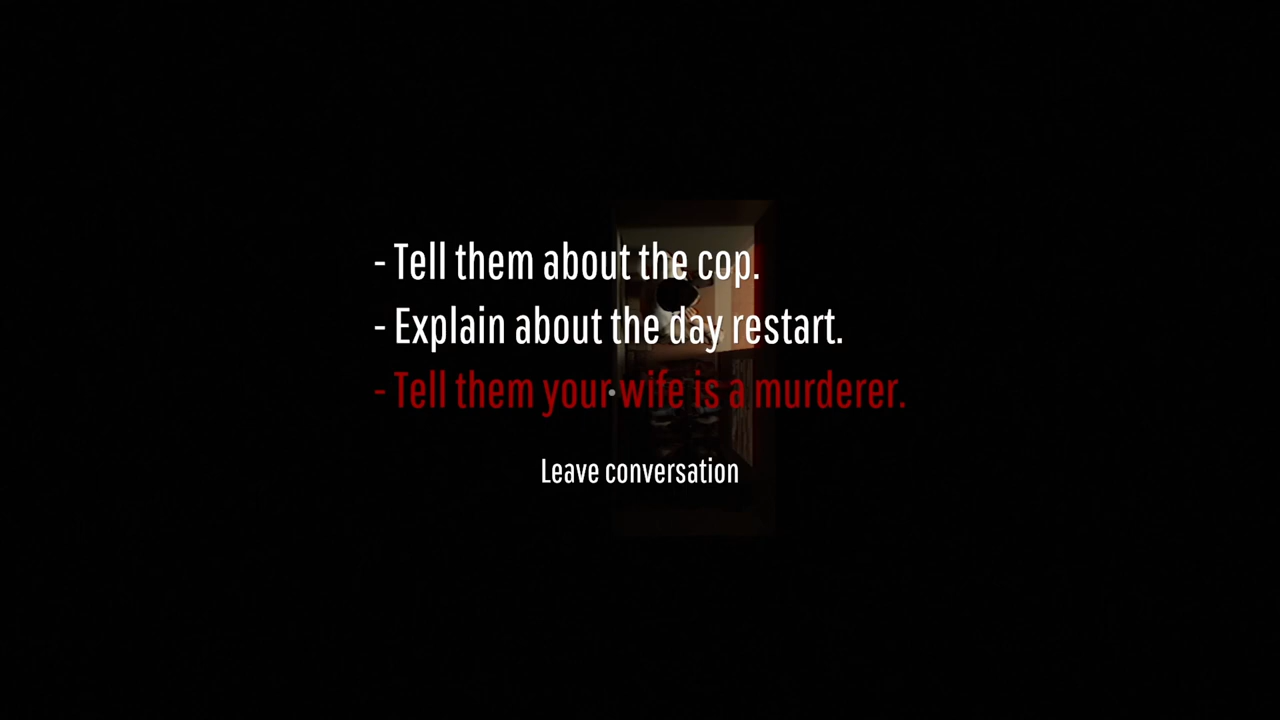 - Tell them about the cop.
- Explain about the day restart.
- Tell them your wife is a murderer.
Leave conversation